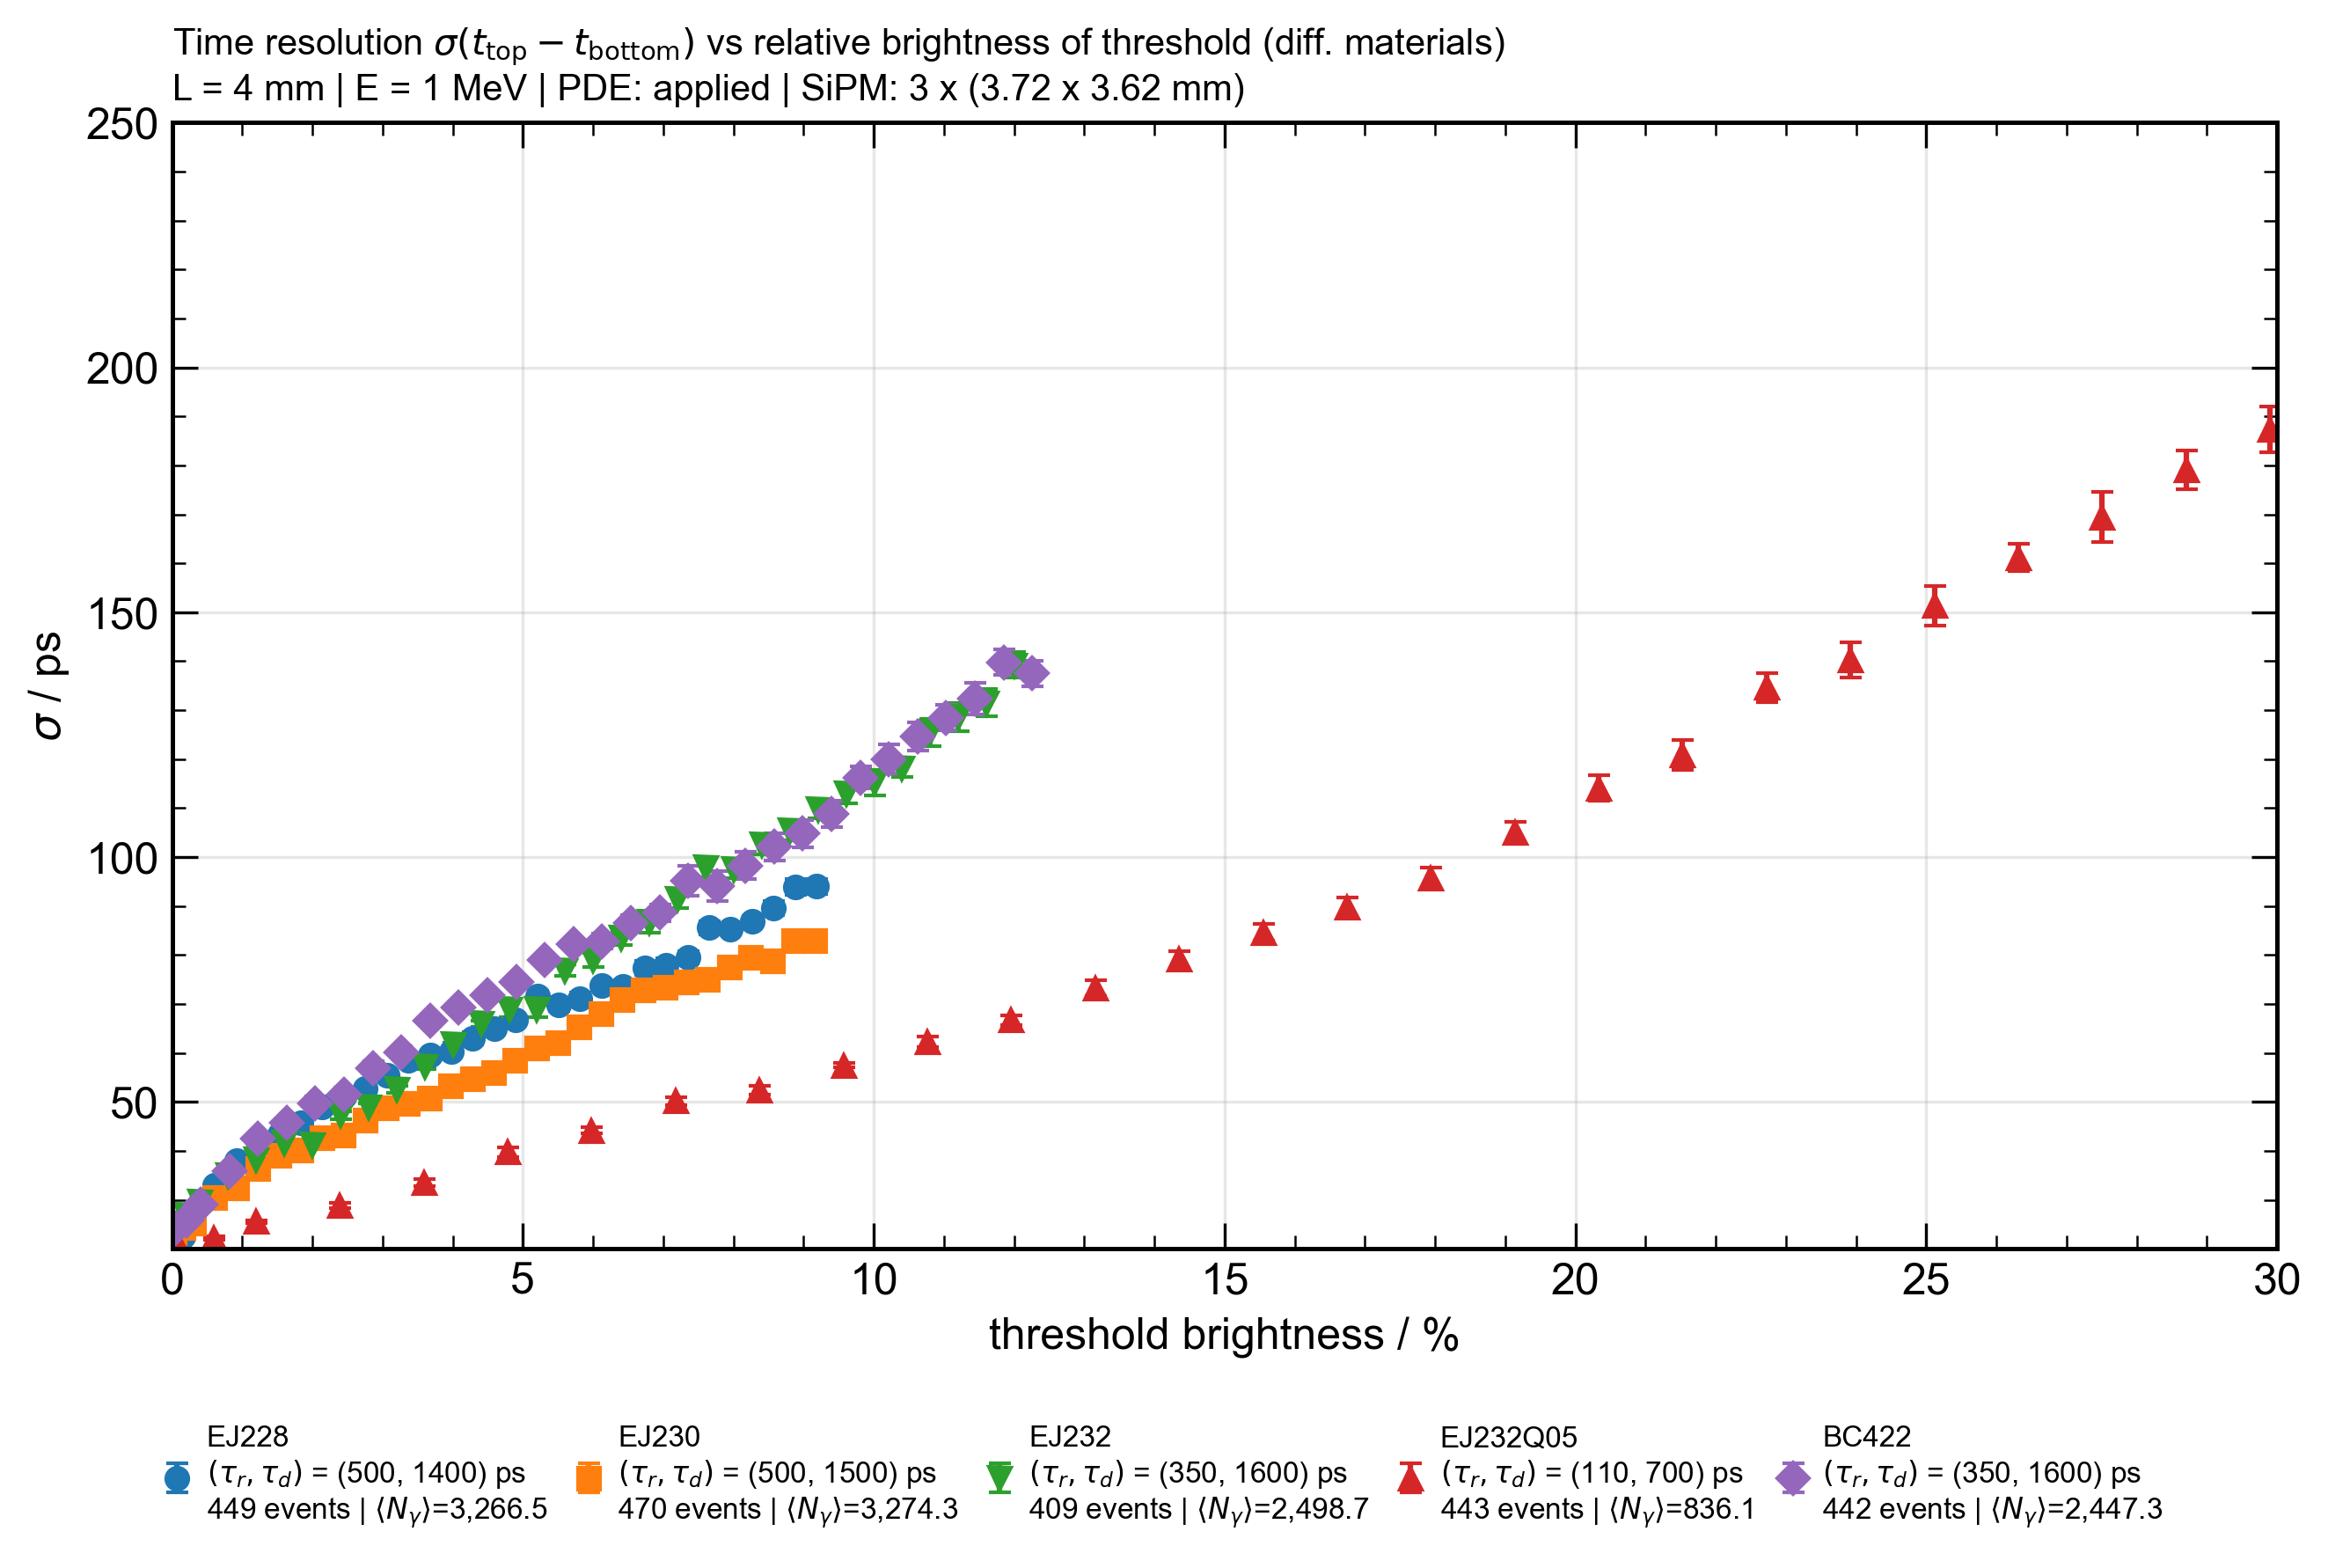 Time resolution σ(t_top − t_bottom) vs relative brightness of threshold (diff. materials)
L = 4 mm | E = 1 MeV | PDE: applied | SiPM: 3 x (3.72 x 3.62 mm)
250
200
150
100
50
σ / ps
0 5 10 15 20 25 30
threshold brightness / %
EJ228
(τ_r, τ_d) = (500, 1400) ps
449 events | ⟨N_γ⟩=3,266.5
EJ230
(τ_r, τ_d) = (500, 1500) ps
470 events | ⟨N_γ⟩=3,274.3
EJ232
(τ_r, τ_d) = (350, 1600) ps
409 events | ⟨N_γ⟩=2,498.7
EJ232Q05
(τ_r, τ_d) = (110, 700) ps
443 events | ⟨N_γ⟩=836.1
BC422
(τ_r, τ_d) = (350, 1600) ps
442 events | ⟨N_γ⟩=2,447.3